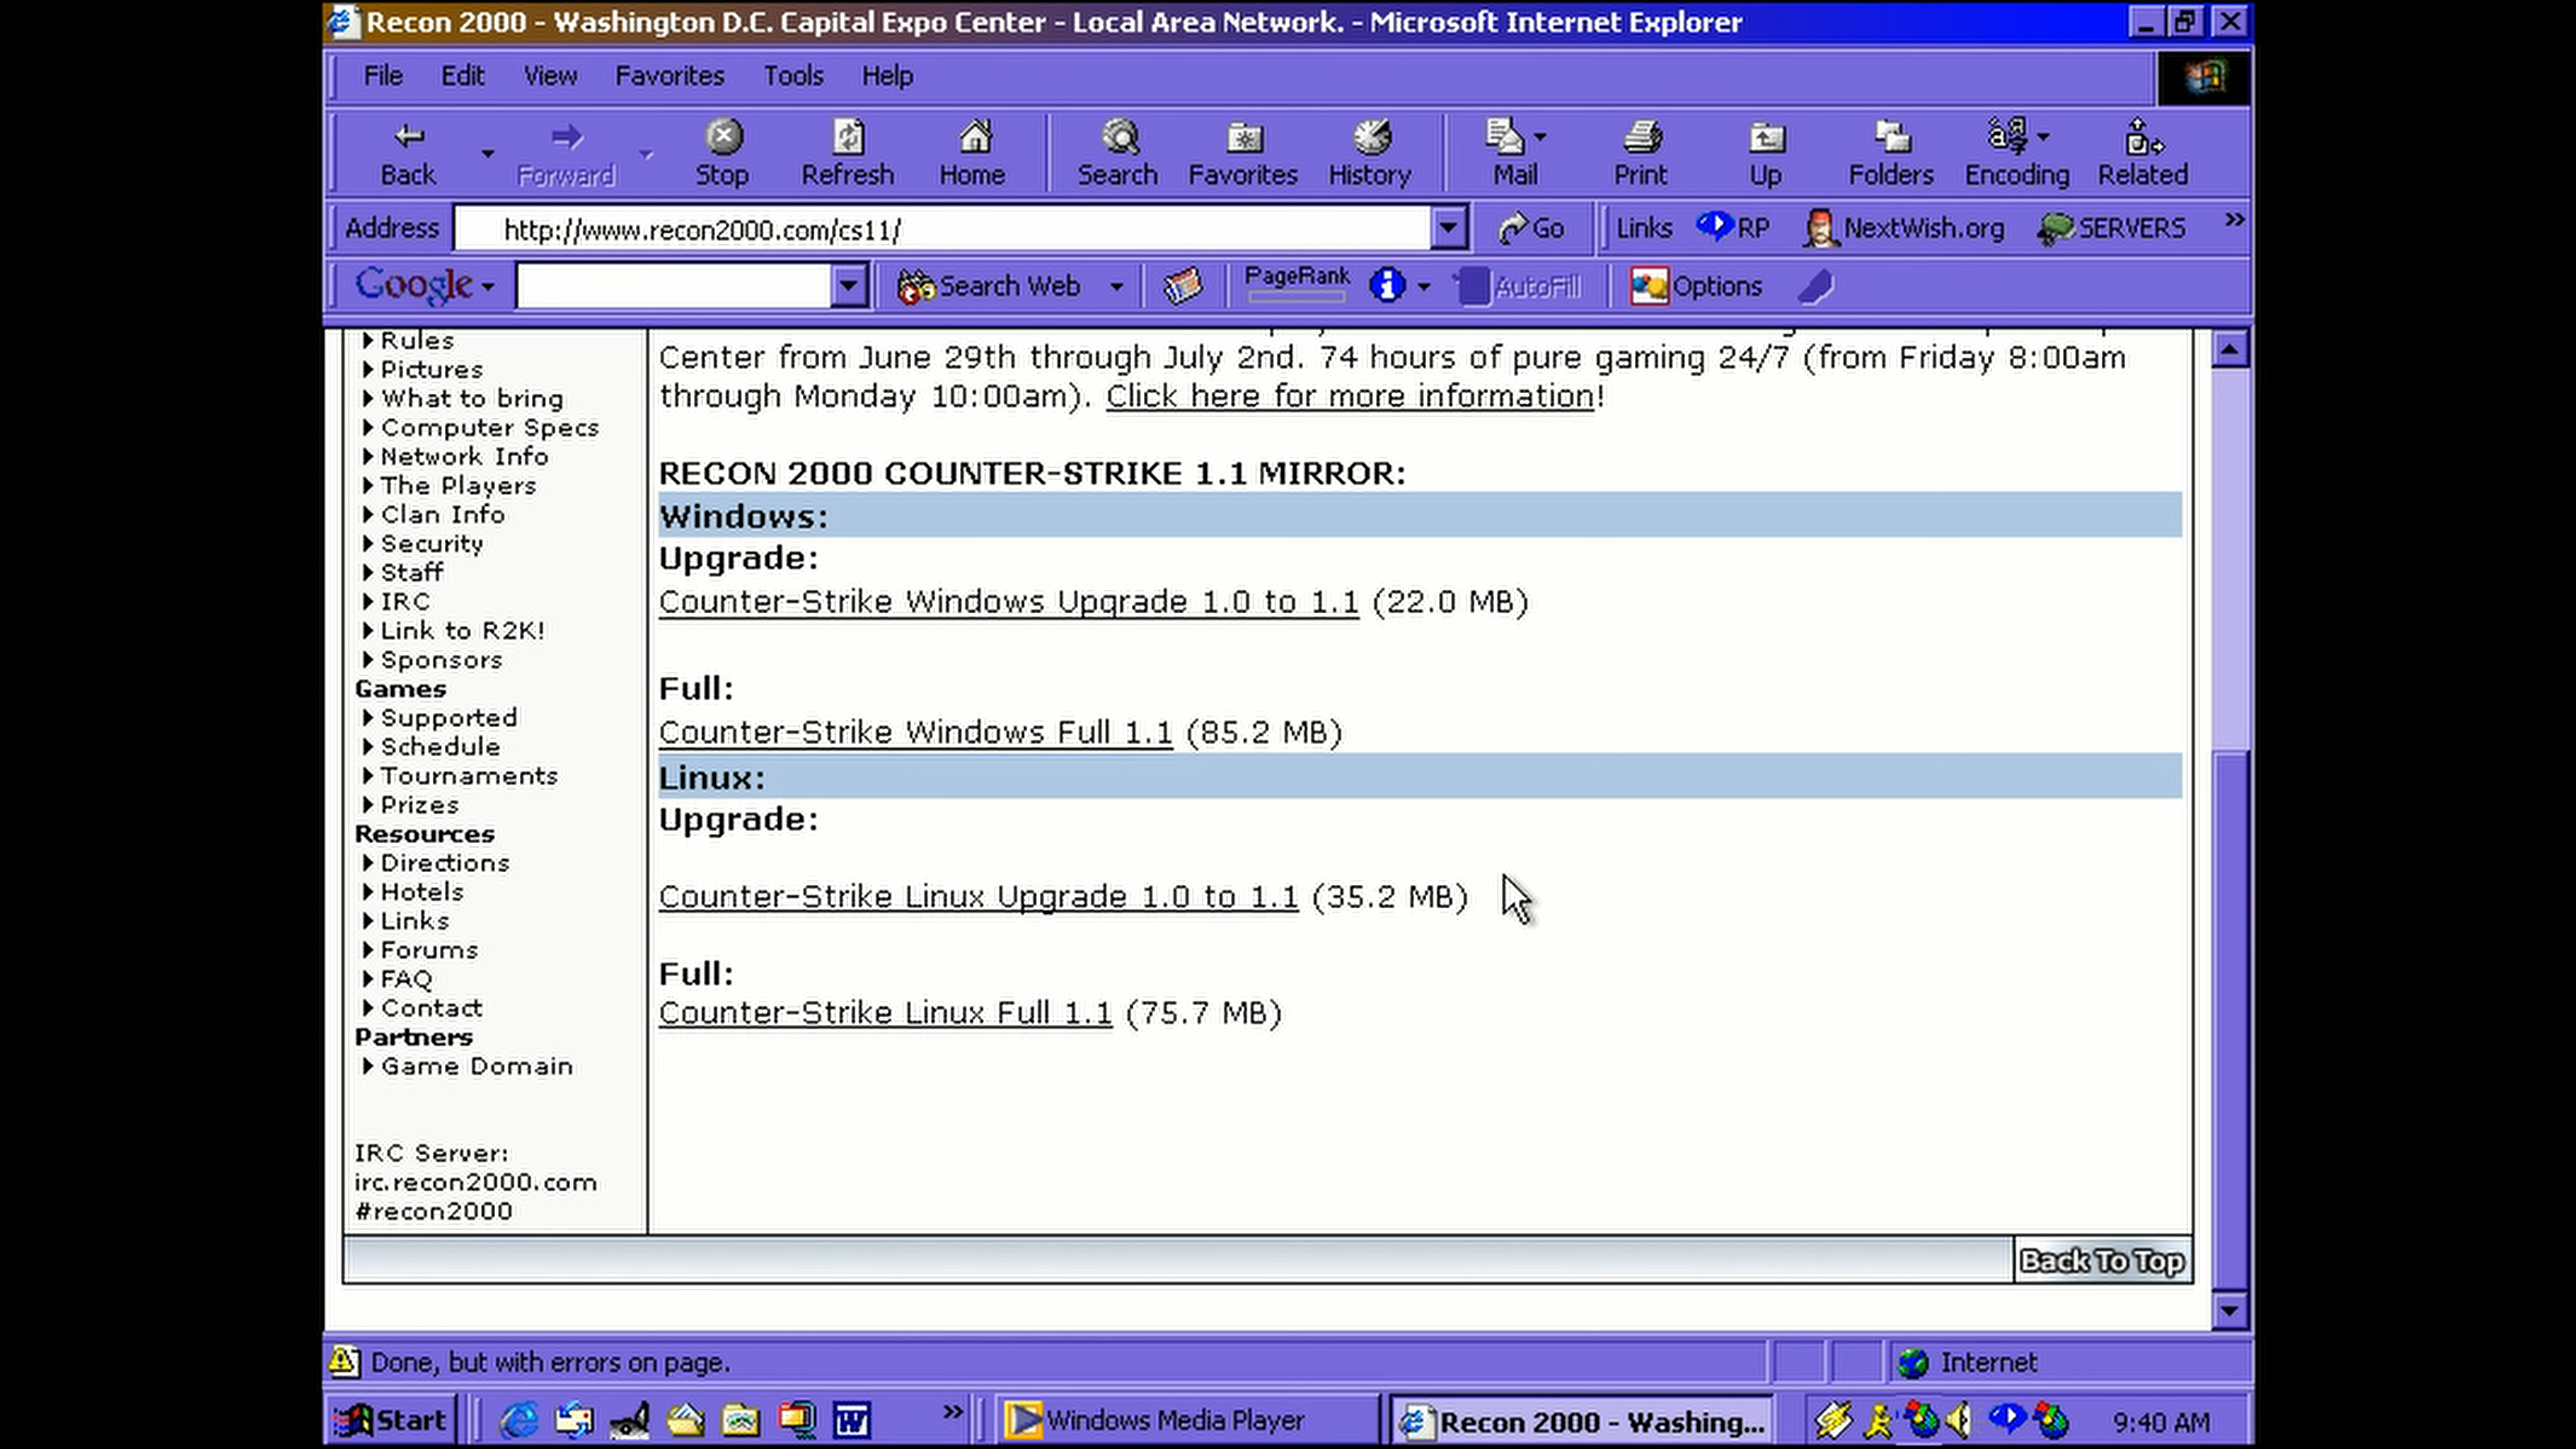 Recon 2000 - Washington D.C. Capital Expo Center - Local Area Network. - Microsoft Internet Explorer
File Edit View Favorites Tools Help
Back Forward Stop Refresh Home Search Favorites History Mail Print Up Folders Encoding Related
Address http://www.recon2000.com/cs11/ Go Links RP NextWish.org SERVERS »
Google Search Web PageRank AutoFill Options
Rules
Pictures
What to bring
Computer Specs
Network Info
The Players
Clan Info
Security
Staff
IRC
Link to R2K!
Sponsors
Games
Supported
Schedule
Tournaments
Prizes
Resources
Directions
Hotels
Links
Forums
FAQ
Contact
Partners
Game Domain
IRC Server:
irc.recon2000.com
#recon2000
Center from June 29th through July 2nd. 74 hours of pure gaming 24/7 (from Friday 8:00am
through Monday 10:00am). Click here for more information!
RECON 2000 COUNTER-STRIKE 1.1 MIRROR:
Windows:
Upgrade:
Counter-Strike Windows Upgrade 1.0 to 1.1 (22.0 MB)
Full:
Counter-Strike Windows Full 1.1 (85.2 MB)
Linux:
Upgrade:
Counter-Strike Linux Upgrade 1.0 to 1.1 (35.2 MB)
Full:
Counter-Strike Linux Full 1.1 (75.7 MB)
Back To Top
Done, but with errors on page. Internet
Start » Windows Media Player Recon 2000 - Washing... 9:40 AM